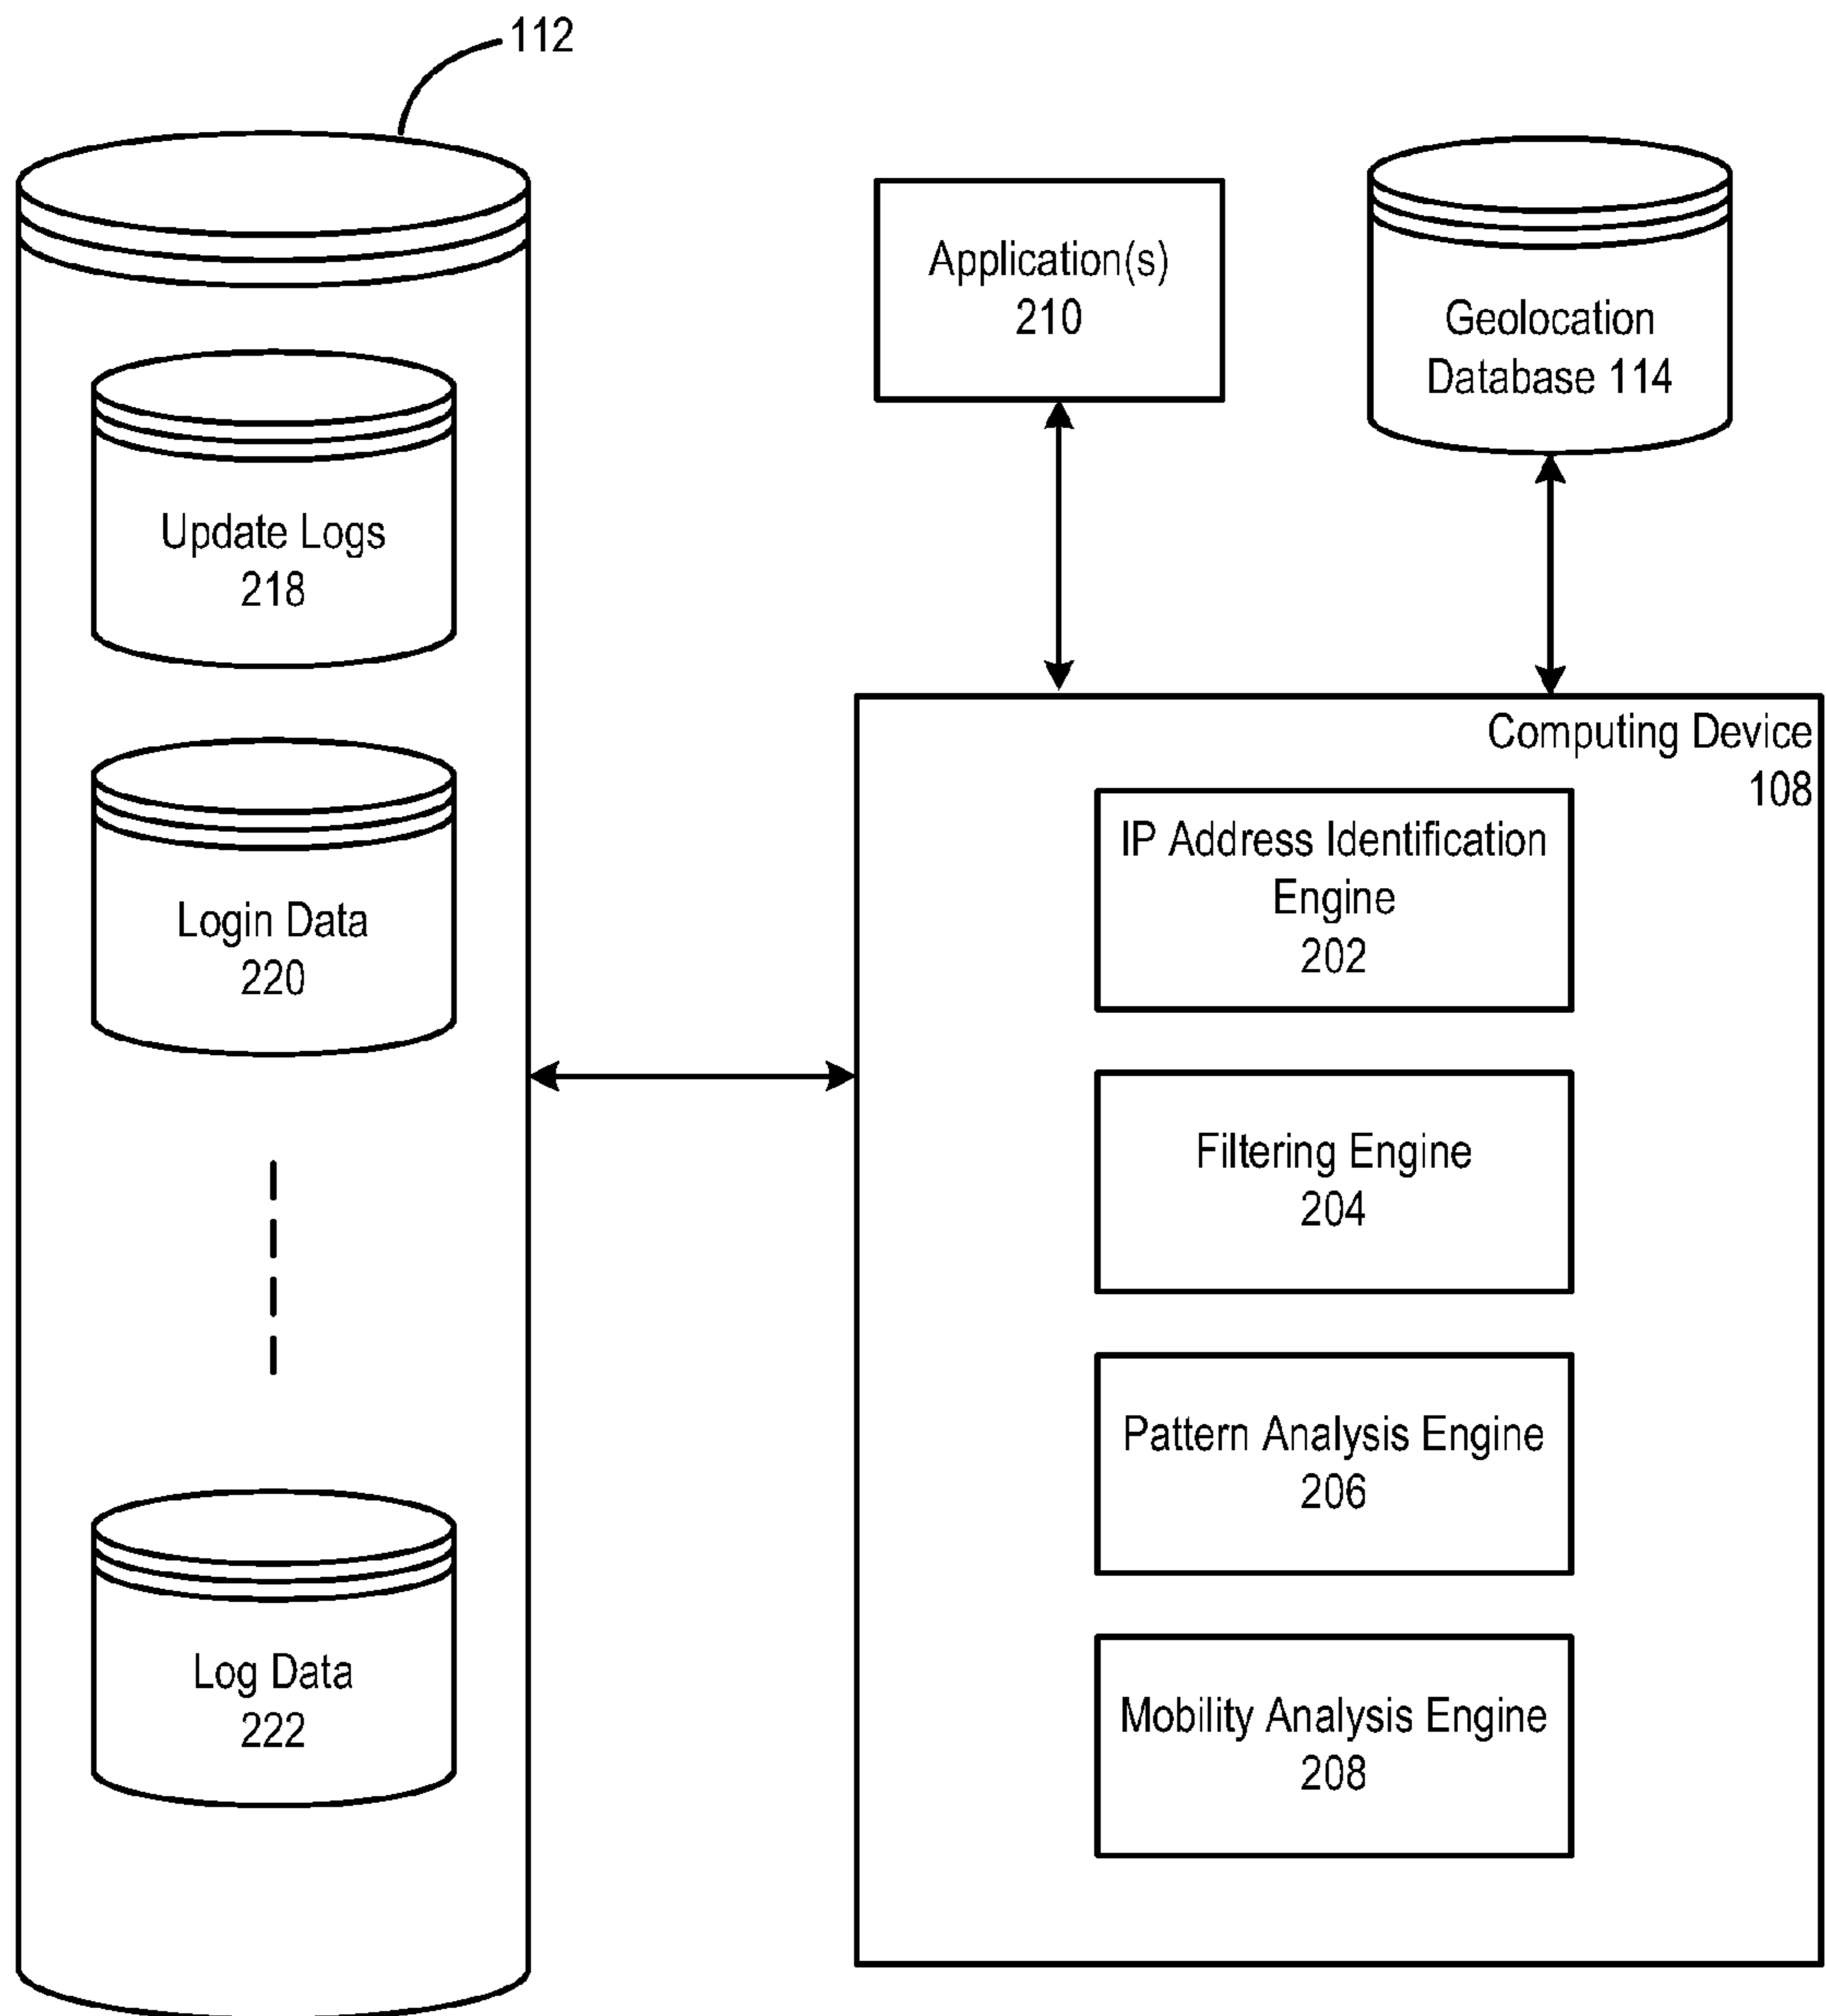 112
Application(s)
210
Geolocation
Database 114
Update Logs
218
Login Data
220
Log Data
222
Computing Device
108
IP Address Identification
Engine
202
Filtering Engine
204
Pattern Analysis Engine
206
Mobility Analysis Engine
208